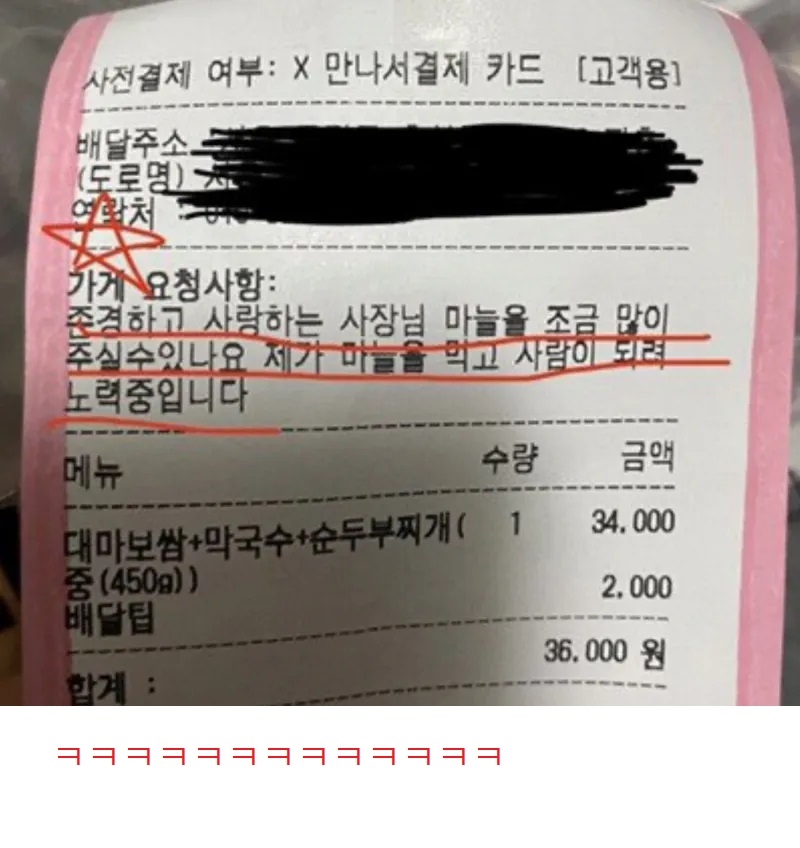 사전결제 여부: X 만나서결제 카드 [고객용]
배달주소
(도로명)
연락처 :
가게 요청사항:
존경하고 사랑하는 사장님 마늘을 조금 많이
주실수있나요 제가 마늘을 먹고 사람이 되려
노력중입니다
메뉴 수량 금액
대마보쌈+막국수+순두부찌개( 1 34.000
중(450g)) 2.000
배달팁
36.000 원
합계 :
ㅋㅋㅋㅋㅋㅋㅋㅋㅋㅋㅋㅋㅋ